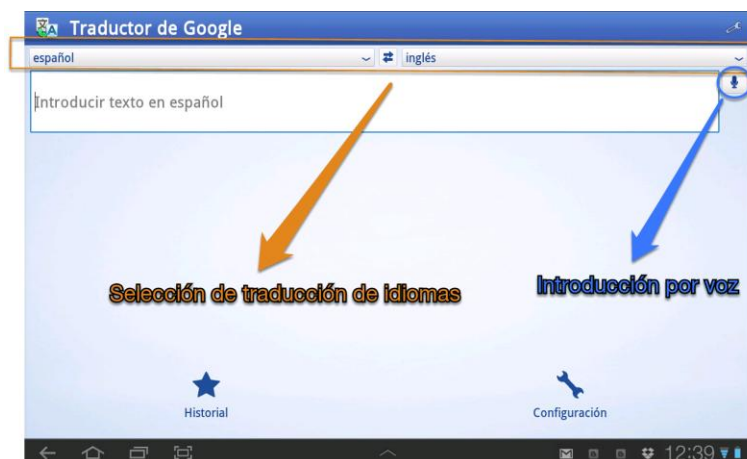 Traductor de Google
español inglés
Introducir texto en español
Selección de traducción de idiomas
Introducción por voz
Historial Configuración
12:39